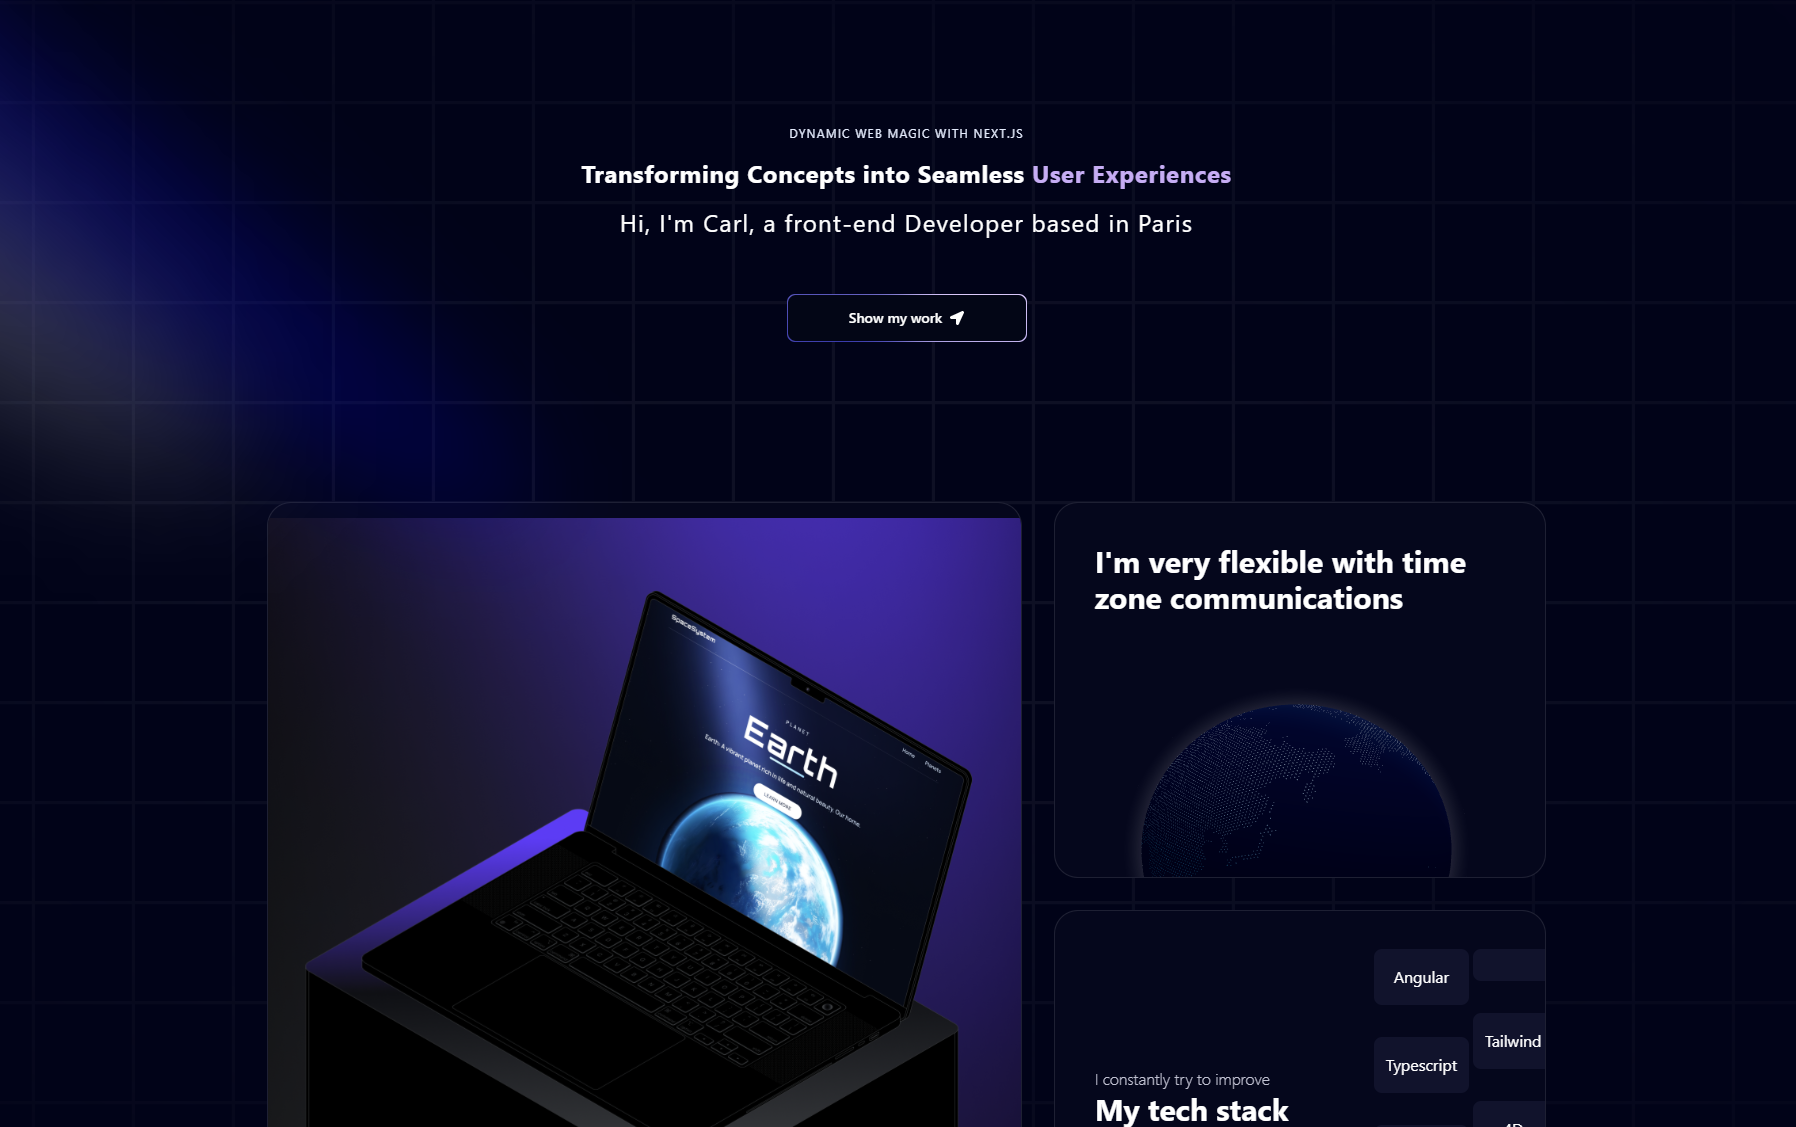 DYNAMIC WEB MAGIC WITH NEXT.JS
Transforming Concepts into Seamless User Experiences
Hi, I'm Carl, a front-end Developer based in Paris
Show my work
SpaceSystem
Home
Planets
PLANET
Earth
Earth: A vibrant planet rich in life and natural beauty. Our home.
LEARN MORE
I'm very flexible with time
zone communications
Angular
Tailwind
Typescript
I constantly try to improve
My tech stack